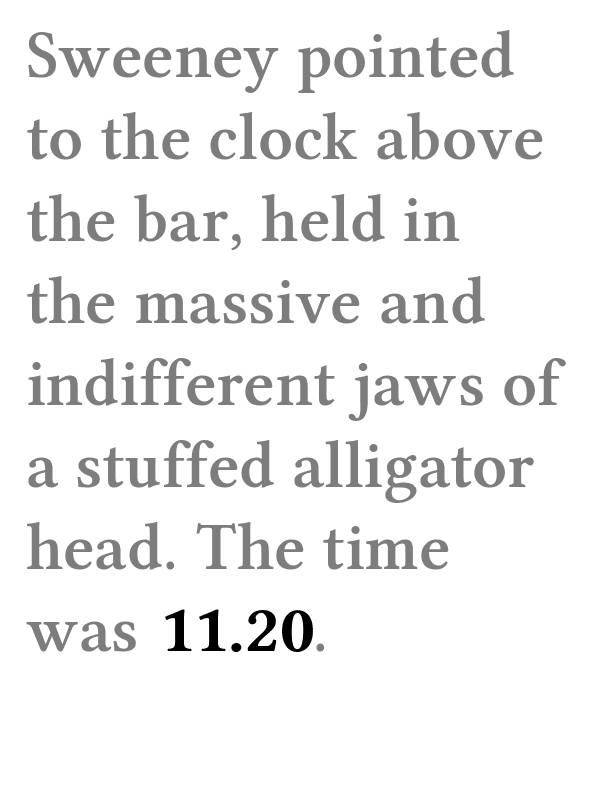 Sweeney pointed
to the clock above
the bar, held in
the massive and
indifferent jaws of
a stuffed alligator
head. The time
was 11.20.